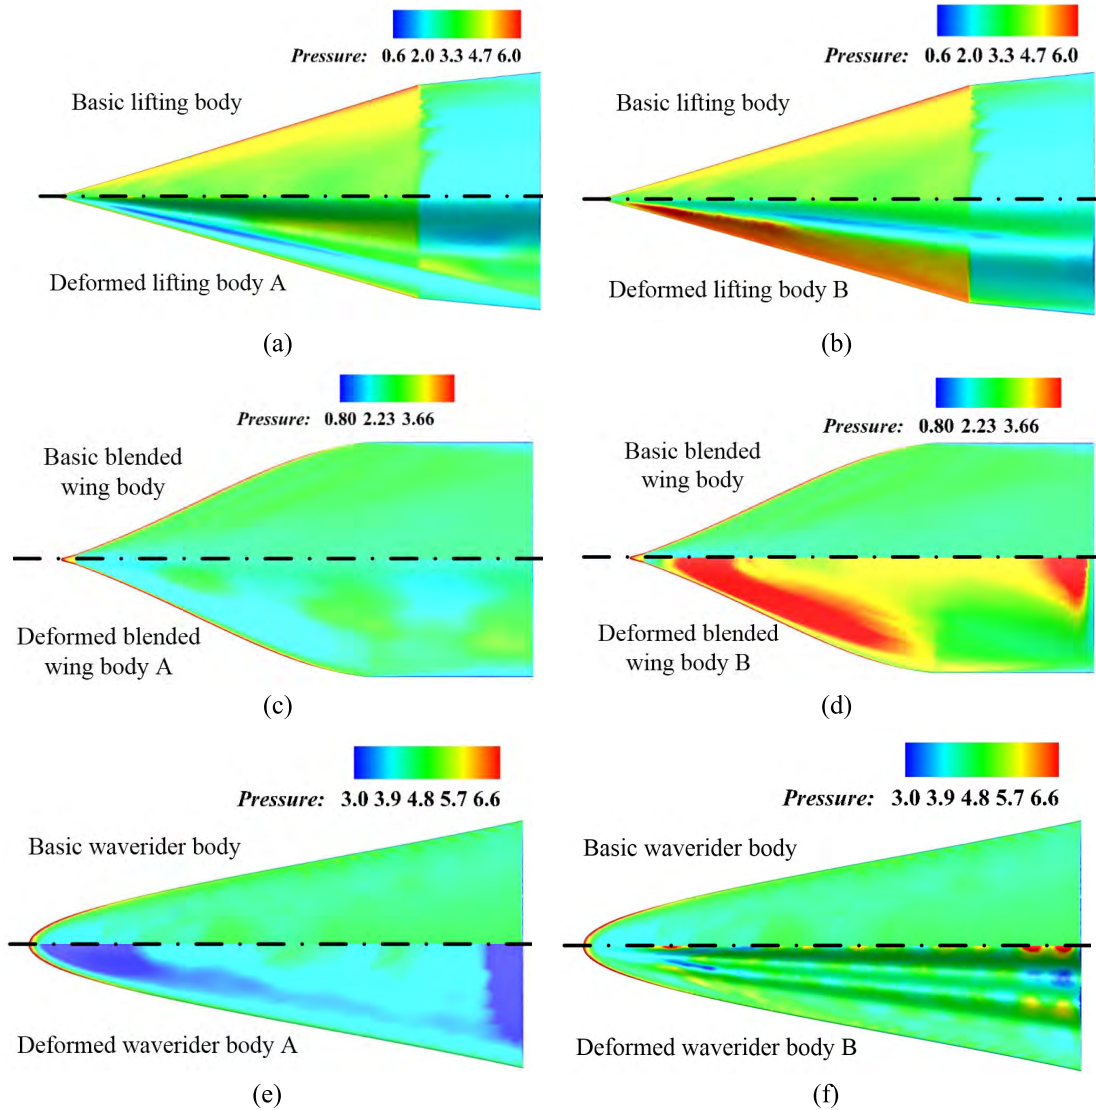 Pressure: 0.6 2.0 3.3 4.7 6.0
Basic lifting body
Deformed lifting body A
(a)
Pressure: 0.6 2.0 3.3 4.7 6.0
Basic lifting body
Deformed lifting body B
(b)
Pressure: 0.80 2.23 3.66
Basic blended
wing body
Deformed blended
wing body A
(c)
Pressure: 0.80 2.23 3.66
Basic blended
wing body
Deformed blended
wing body B
(d)
Pressure: 3.0 3.9 4.8 5.7 6.6
Basic waverider body
Deformed waverider body A
(e)
Pressure: 3.0 3.9 4.8 5.7 6.6
Basic waverider body
Deformed waverider body B
(f)